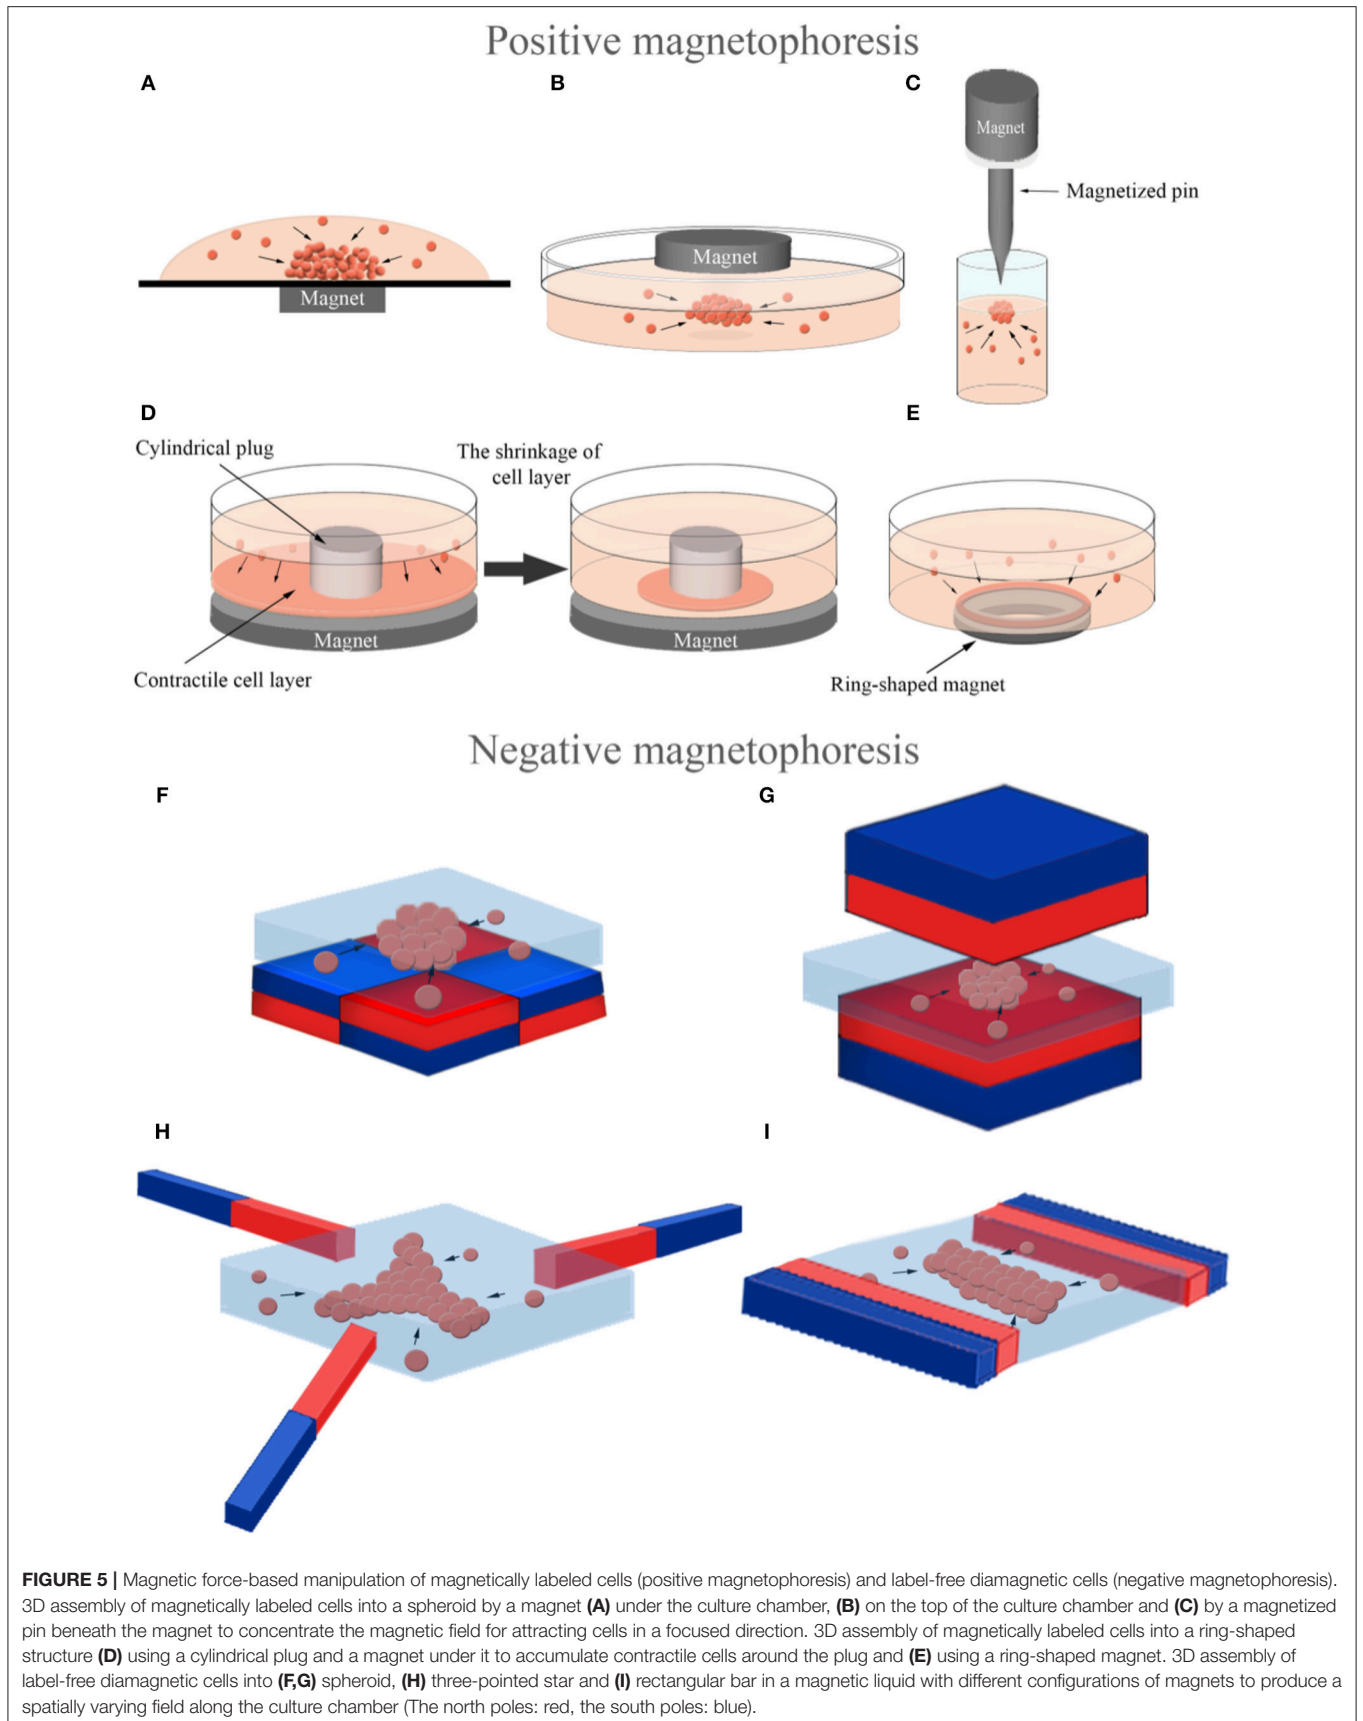 Positive magnetophoresis
A
B
C
Magnet
Magnetized pin
Magnet
Magnet
D
E
Cylindrical plug
The shrinkage of
cell layer
Magnet
Magnet
Contractile cell layer
Ring-shaped magnet
Negative magnetophoresis
F
G
H
I
FIGURE 5 | Magnetic force-based manipulation of magnetically labeled cells (positive magnetophoresis) and label-free diamagnetic cells (negative magnetophoresis).
3D assembly of magnetically labeled cells into a spheroid by a magnet (A) under the culture chamber, (B) on the top of the culture chamber and (C) by a magnetized
pin beneath the magnet to concentrate the magnetic field for attracting cells in a focused direction. 3D assembly of magnetically labeled cells into a ring-shaped
structure (D) using a cylindrical plug and a magnet under it to accumulate contractile cells around the plug and (E) using a ring-shaped magnet. 3D assembly of
label-free diamagnetic cells into (F,G) spheroid, (H) three-pointed star and (I) rectangular bar in a magnetic liquid with different configurations of magnets to produce a
spatially varying field along the culture chamber (The north poles: red, the south poles: blue).